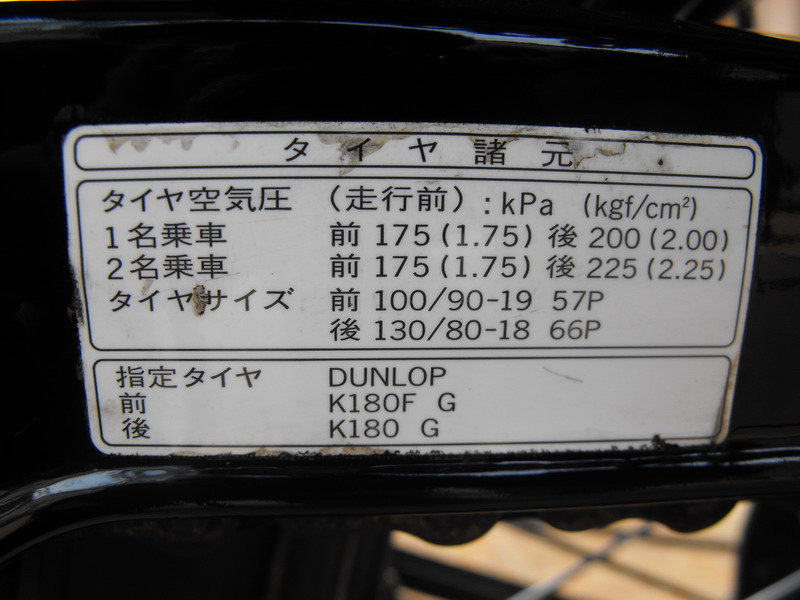 タイヤ諸元
タイヤ空気圧 (走行前) : kPa (kgf/cm²)
1名乗車 前 175 (1.75) 後 200 (2.00)
2名乗車 前 175 (1.75) 後 225 (2.25)
タイヤサイズ 前 100/90-19 57P
後 130/80-18 66P
指定タイヤ DUNLOP
前 K180F G
後 K180 G